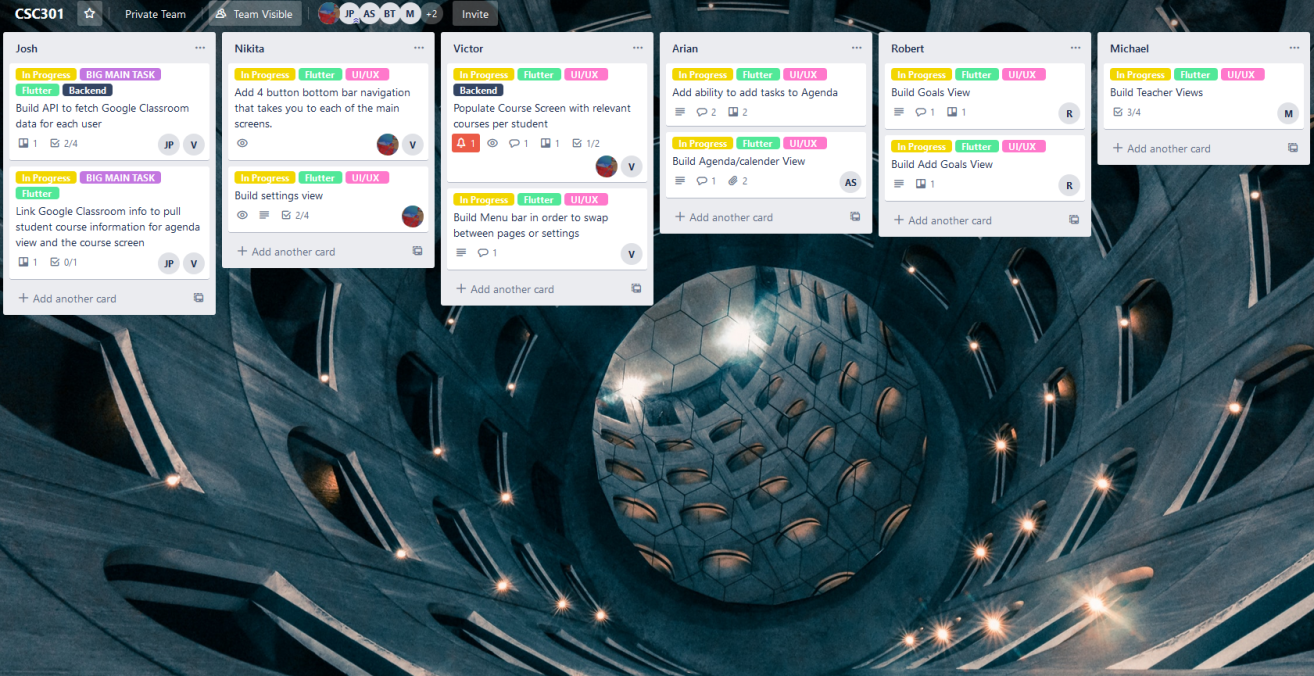 CSC301 Private Team Team Visible JP AS BT M +2 Invite
Josh
In Progress BIG MAIN TASK
Flutter Backend
Build API to fetch Google Classroom
data for each user
1 2/4 JP V
In Progress BIG MAIN TASK
Flutter
Link Google Classroom info to pull
student course information for agenda
view and the course screen
1 0/1 JP V
+ Add another card
Nikita
In Progress Flutter UI/UX
Add 4 button bottom bar navigation
that takes you to each of the main
screens.
V
In Progress Flutter UI/UX
Build settings view
2/4
+ Add another card
Victor
In Progress Flutter UI/UX
Backend
Populate Course Screen with relevant
courses per student
1 1 1 1/2
V
In Progress Flutter UI/UX
Build Menu bar in order to swap
between pages or settings
1 V
+ Add another card
Arian
In Progress Flutter UI/UX
Add ability to add tasks to Agenda
2 2
In Progress Flutter UI/UX
Build Agenda/calender View
1 2 AS
+ Add another card
Robert
In Progress Flutter UI/UX
Build Goals View
1 1 R
In Progress Flutter UI/UX
Build Add Goals View
1 R
+ Add another card
Michael
In Progress Flutter UI/UX
Build Teacher Views
3/4 M
+ Add another card